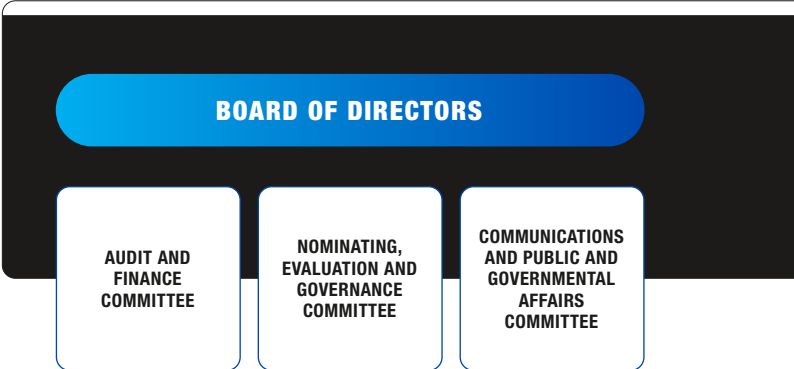 BOARD OF DIRECTORS
AUDIT AND
FINANCE
COMMITTEE
NOMINATING,
EVALUATION AND
GOVERNANCE
COMMITTEE
COMMUNICATIONS
AND PUBLIC AND
GOVERNMENTAL
AFFAIRS
COMMITTEE